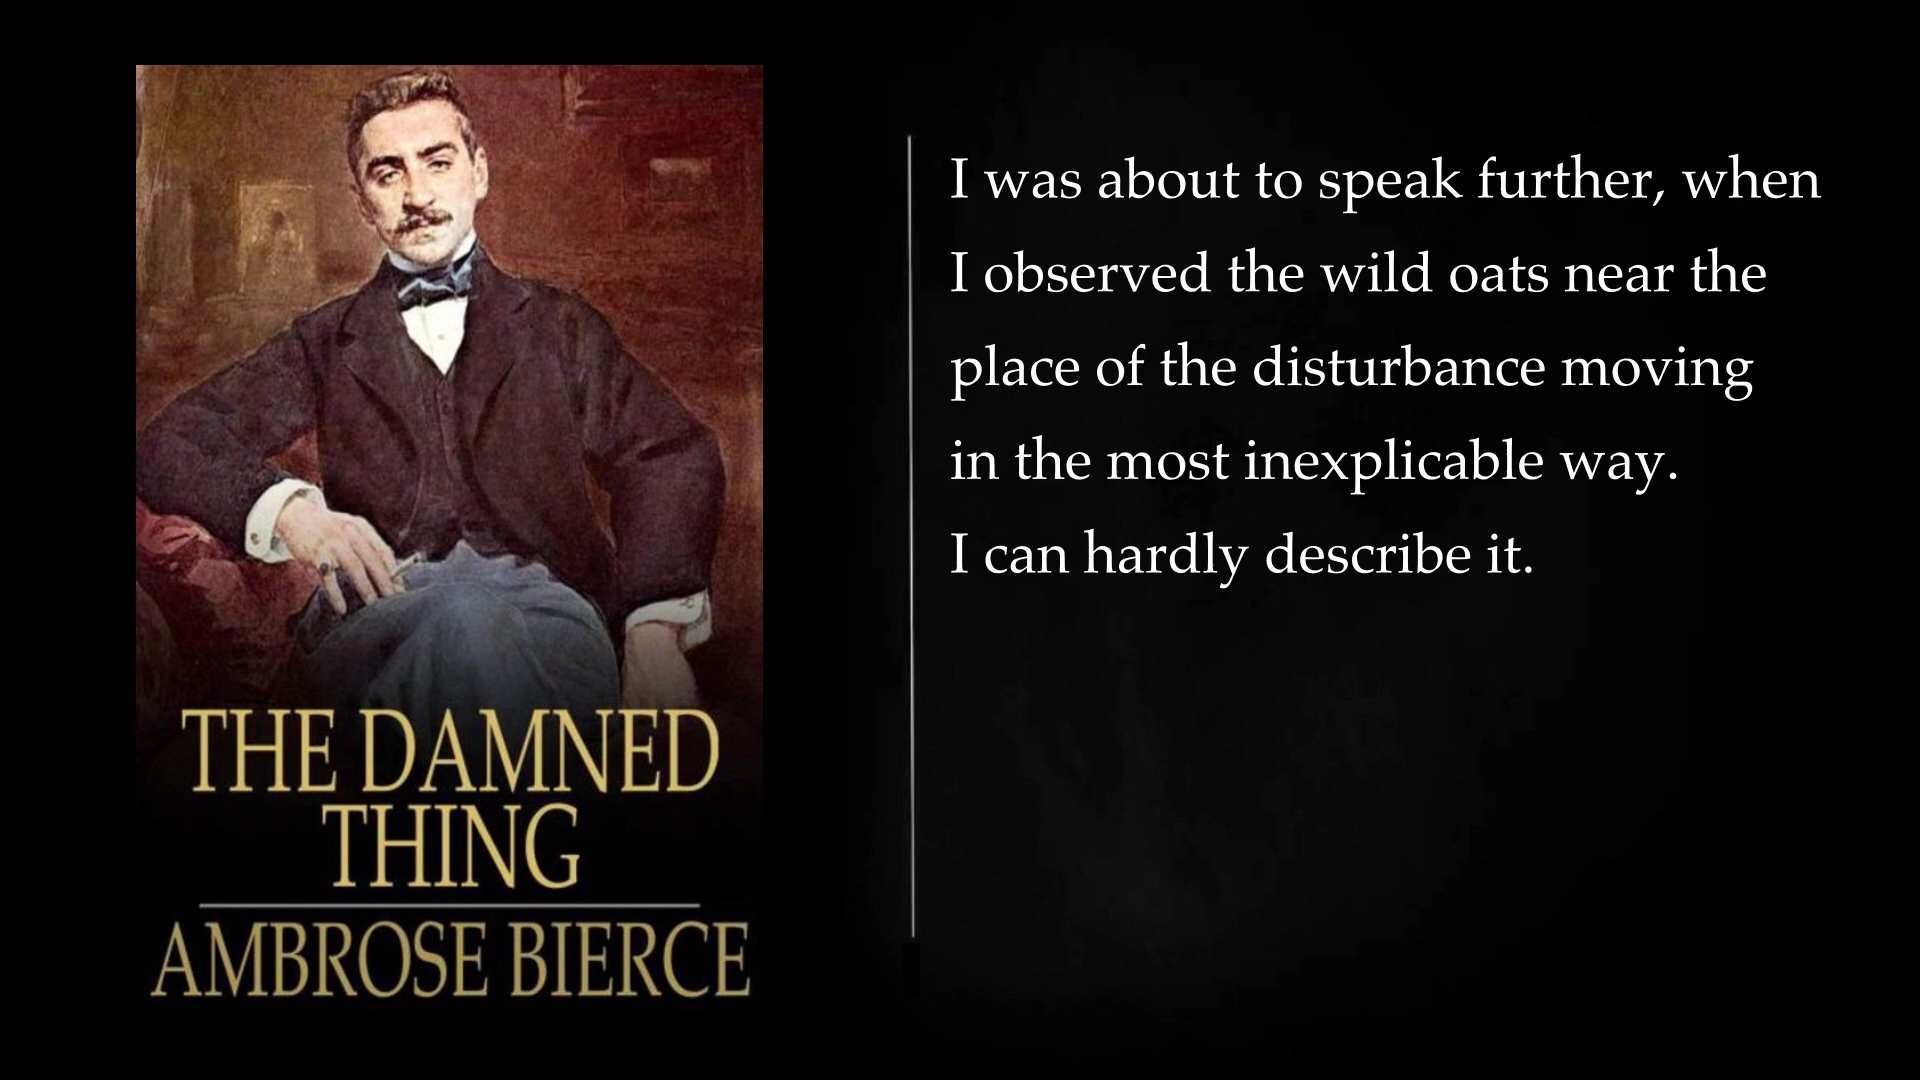 THE DAMNED
THING
AMBROSE BIERCE
I was about to speak further, when
I observed the wild oats near the
place of the disturbance moving
in the most inexplicable way.
I can hardly describe it.